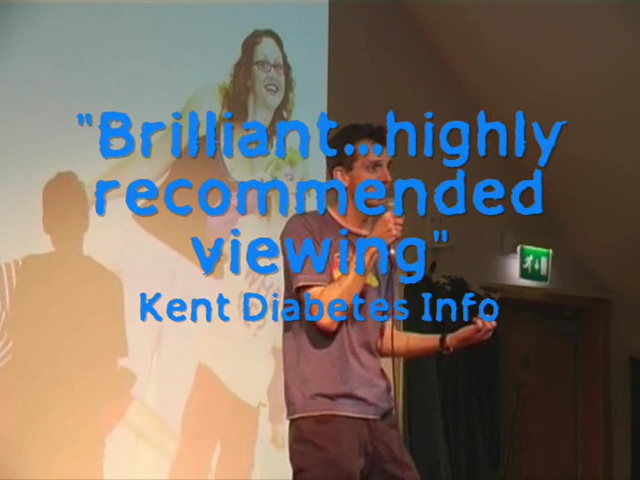 "Brilliant...highly
recommended
viewing"
Kent Diabetes Info